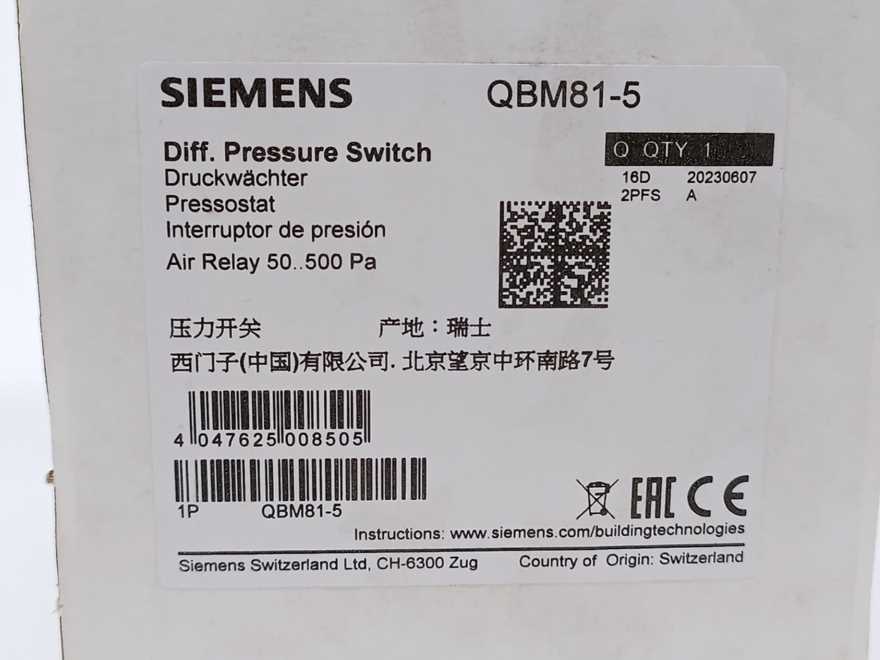 SIEMENS QBM81-5
Diff. Pressure Switch
Q QTY 1
Druckwächter
16D 20230607
Pressostat
2PFS A
Interruptor de presión
Air Relay 50..500 Pa
压力开关 产地：瑞士
西门子(中国)有限公司. 北京望京中环南路7号
4 047625 008505
1P QBM81-5
EAC CE
Instructions: www.siemens.com/buildingtechnologies
Siemens Switzerland Ltd, CH-6300 Zug Country of Origin: Switzerland